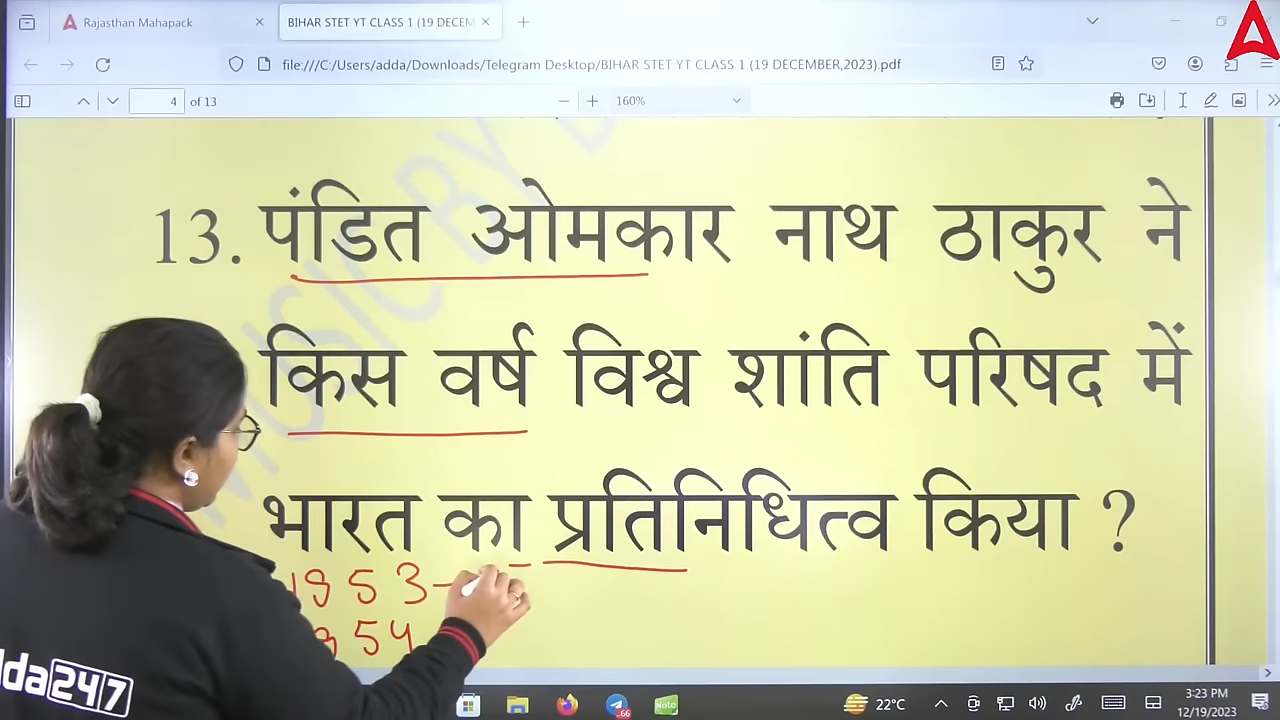 Rajasthan Mahapack
BIHAR STET YT CLASS 1 (19 DECEM
file:///C:/Users/adda/Downloads/Telegram Desktop/BIHAR STET YT CLASS 1 (19 DECEMBER,2023).pdf
4 of 13
160%
13. पंडित ओमकार नाथ ठाकुर ने
किस वर्ष विश्व शांति परिषद में
भारत का प्रतिनिधित्व किया ?
1953
954
adda247
22°C
3:23 PM
12/19/2023